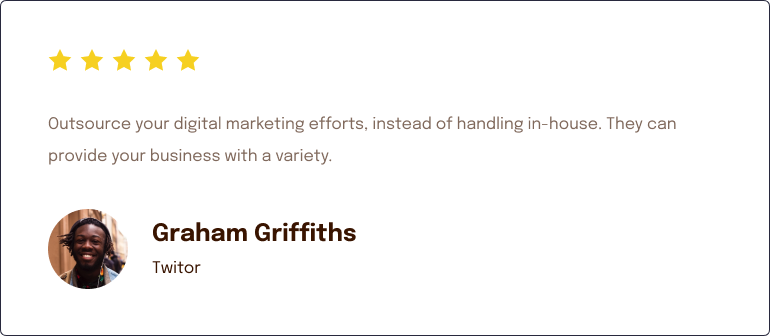 Outsource your digital marketing efforts, instead of handling in-house. They can
provide your business with a variety.
Graham Griffiths
Twitor